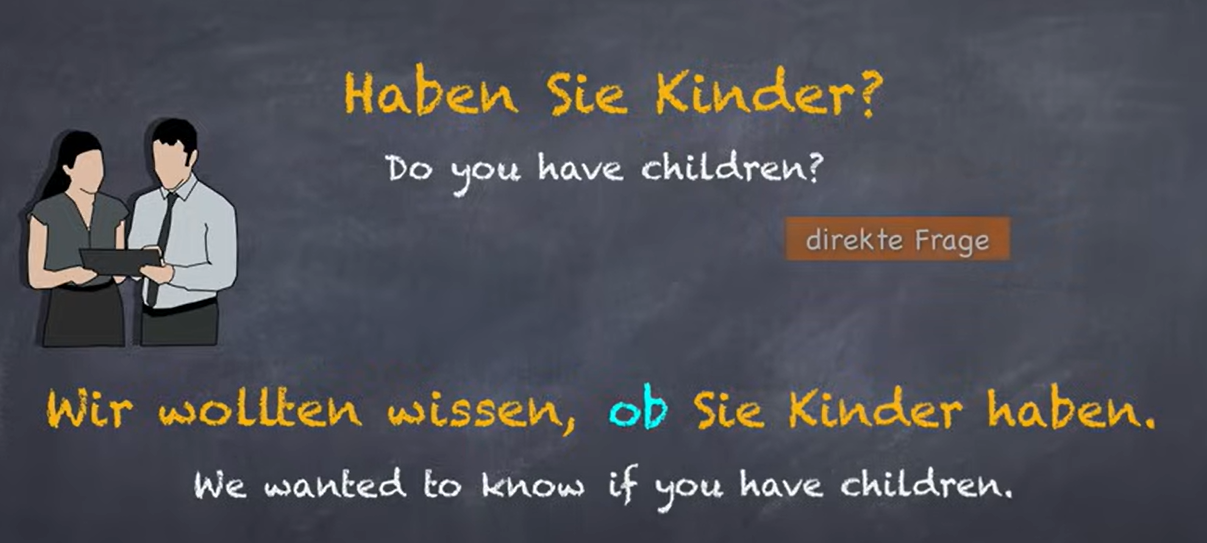 Haben Sie Kinder?
Do you have children?
direkte Frage
Wir wollten wissen, ob Sie Kinder haben.
We wanted to know if you have children.